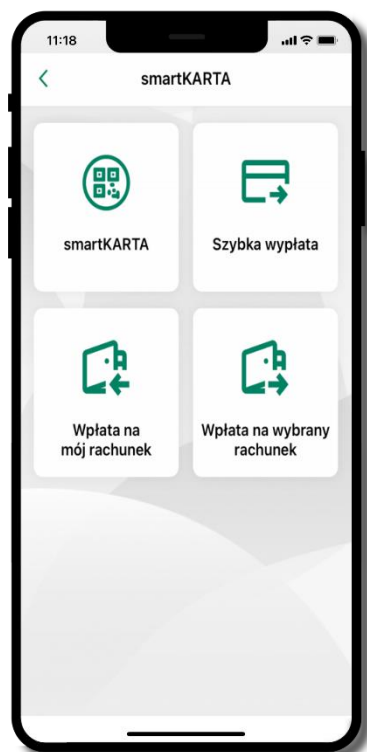 11:18
smartKARTA
smartKARTA
Szybka wypłata
Wpłata na
mój rachunek
Wpłata na wybrany
rachunek